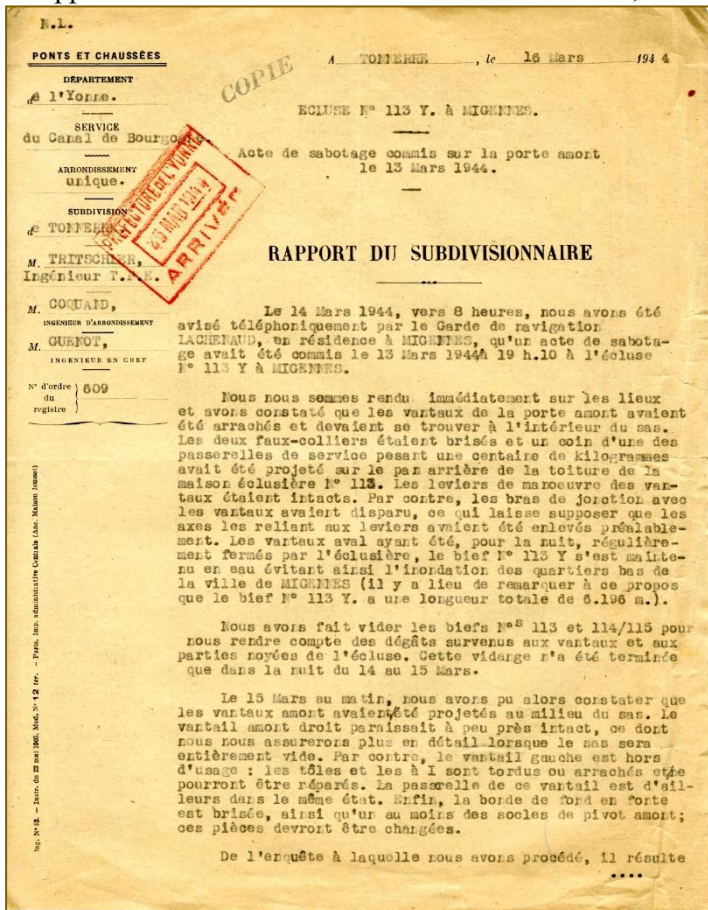 N.L.
PONTS ET CHAUSSÉES
DÉPARTEMENT
de l'Yonne.
SERVICE
du Canal de Bourgogne
ARRONDISSEMENT
unique.
SUBDIVISION
de TONNERRE
M. TRITSCHLER,
Ingénieur T.P.E.
M. COQUAND,
INGÉNIEUR D'ARRONDISSEMENT
M. GUENOT,
INGÉNIEUR EN CHEF
N° d'ordre du registre } 609
COPIE
PREFECTURE DE L'YONNE
MAR 1944
ARRIVÉE
A TONNERRE , le 16 Mars 1944
ECLUSE N° 113 Y. à MIGENNES.
Acte de sabotage commis sur la porte amont
le 13 Mars 1944.
RAPPORT DU SUBDIVISIONNAIRE
Le 14 Mars 1944, vers 8 heures, nous avons été
avisé téléphoniquement par le Garde de navigation
LACHENAUD, en résidence à MIGENNES, qu'un acte de sabota-
ge avait été commis le 13 Mars 1944à 19 h.10 à l'écluse
N° 113 Y à MIGENNES.
Nous nous sommes rendu immédiatement sur les lieux
et avons constaté que les vantaux de la porte amont avaient
été arrachés et devaient se trouver à l'intérieur du sas.
Les deux faux-colliers étaient brisés et un coin d'une des
passerelles de service pesant une centaine de kilogrammes
avait été projeté sur le pan arrière de la toiture de la
maison éclusière N° 113. Les leviers de manoeuvre des van-
taux étaient intacts. Par contre, les bras de jonction avec
les vantaux avaient disparu, ce qui laisse supposer que les
axes les reliant aux leviers avaient été enlevés préalable-
ment. Les vantaux aval ayant été, pour la nuit, régulière-
ment fermés par l'éclusière, le bief N° 113 Y s'est mainte-
nu en eau évitant ainsi l'inondation des quartiers bas de
la ville de MIGENNES (il y a lieu de remarquer à ce propos
que le bief N° 113 Y. a une longueur totale de 6.196 m.).
Nous avons fait vider les biefs Nos 113 et 114/115 pour
nous rendre compte des dégâts survenus aux vantaux et aux
parties noyées de l'écluse. Cette vidange n'a été terminée
que dans la nuit du 14 au 15 Mars.
Le 15 Mars au matin, nous avons pu alors constater que
les vantaux amont avaient été projetés au milieu du sas. Le
vantail amont droit paraissait à peu près intact, ce dont
nous nous assurerons plus en détail lorsque le sas sera
entièrement vide. Par contre, le vantail gauche est hors
d'usage : les tôles et les à I sont tordus ou arrachés et ne
pourront être réparés. La passerelle de ce vantail est d'ail-
leurs dans le même état. Enfin, la bonde de fond en fonte
est brisée, ainsi qu'un au moins des socles de pivot amont;
ces pièces devront être changées.
De l'enquête à laquelle nous avons procédé, il résulte
....